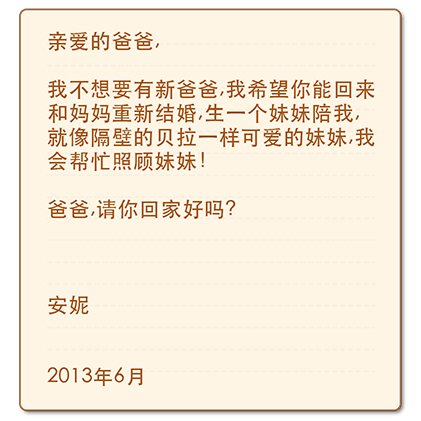 亲爱的爸爸,
我不想要有新爸爸,我希望你能回来
和妈妈重新结婚,生一个妹妹陪我,
就像隔壁的贝拉一样可爱的妹妹,我
会帮忙照顾妹妹!
爸爸,请你回家好吗?
安妮
2013年6月